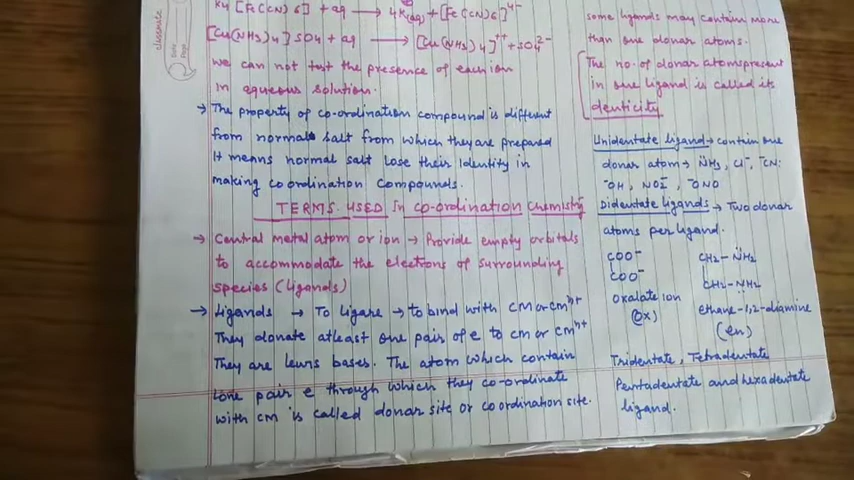 K4 [Fe(CN)6] + aq → 4K(aq) + [Fe(CN)6]4-
[Cu(NH3)4]SO4 + aq → [Cu(NH3)4]++ + SO4 2-
we can not test the presence of each ion
in aqueous solution.
→ The property of co-ordination compound is different
from normal salt from which they are prepared
It means normal salt lose their Identity in
making coordination compounds.
TERMS USED In co-ordination chemistry
→ Central metal atom or ion → Provide empty orbitals
to accommodate the electrons of surrounding
species (ligands)
→ Ligands → To ligare → to bind with CM or CM n+
They donate atleast one pair of e to CM or CM n+
They are lewis bases. The atom which contain
lone pair e through which they co-ordinate
with CM is called donar site or coordination site.
some ligands may contain more
than one donar atoms.
The no. of donar atoms present
in one ligand is called its
denticity
Unidentate ligand → contain one
donar atom → NH3, Cl-, -CN:
-OH, NO2-, -ONO
Didentate ligands → Two donar
atoms per ligand.
COO- CH2-NH2
COO- CH2-NH2
Oxalate ion ethane-1,2-diamine
(ox) (en)
Tridentate, Tetradentate
Pentadentate and hexadentate
ligand.